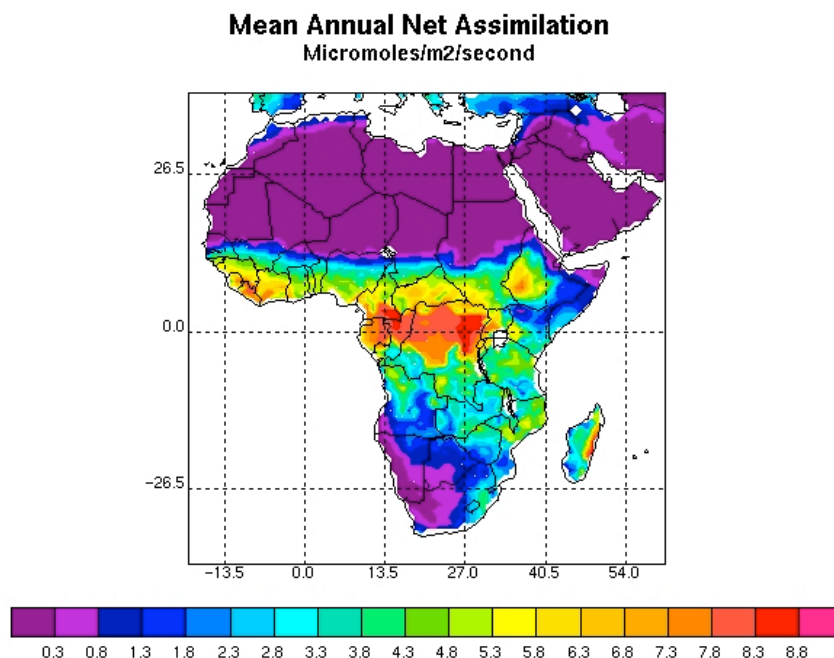 Mean Annual Net Assimilation
Micromoles/m2/second
26.5
0.0
−26.5
−13.5 0.0 13.5 27.0 40.5 54.0
0.3 0.8 1.3 1.8 2.3 2.8 3.3 3.8 4.3 4.8 5.3 5.8 6.3 6.8 7.3 7.8 8.3 8.8